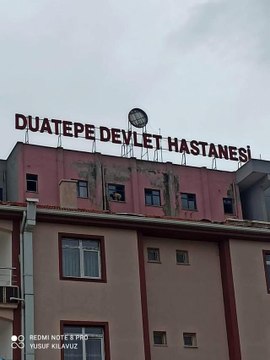 DUATEPE DEVLET HASTANESİ
REDMI NOTE 8 PRO
YUSUF KILAVUZ